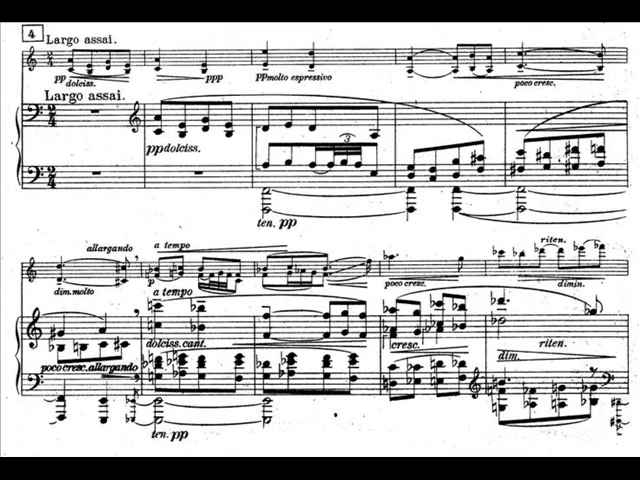 4
Largo assai.
pp dolciss. ppp pp molto espressivo poco cresc.
Largo assai.
pp dolciss.
3
ten. pp
allargando a tempo riten.
dim. molto p poco cresc. dimin.
a tempo
poco cresc. allargando dolciss. cant. cresc. dim. riten.
ten. pp